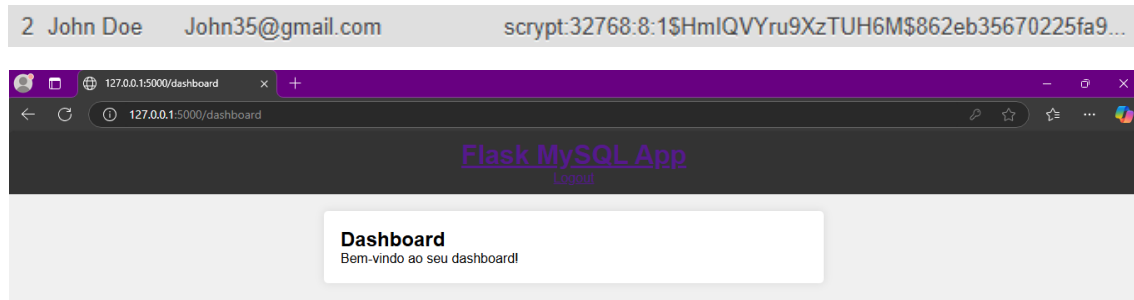 2 John Doe John35@gmail.com scrypt:32768:8:1$HmIQVYru9XzTUH6M$862eb35670225fa9...
127.0.0.1:5000/dashboard
127.0.0.1:5000/dashboard
Flask MySQL App
Logout
Dashboard
Bem-vindo ao seu dashboard!